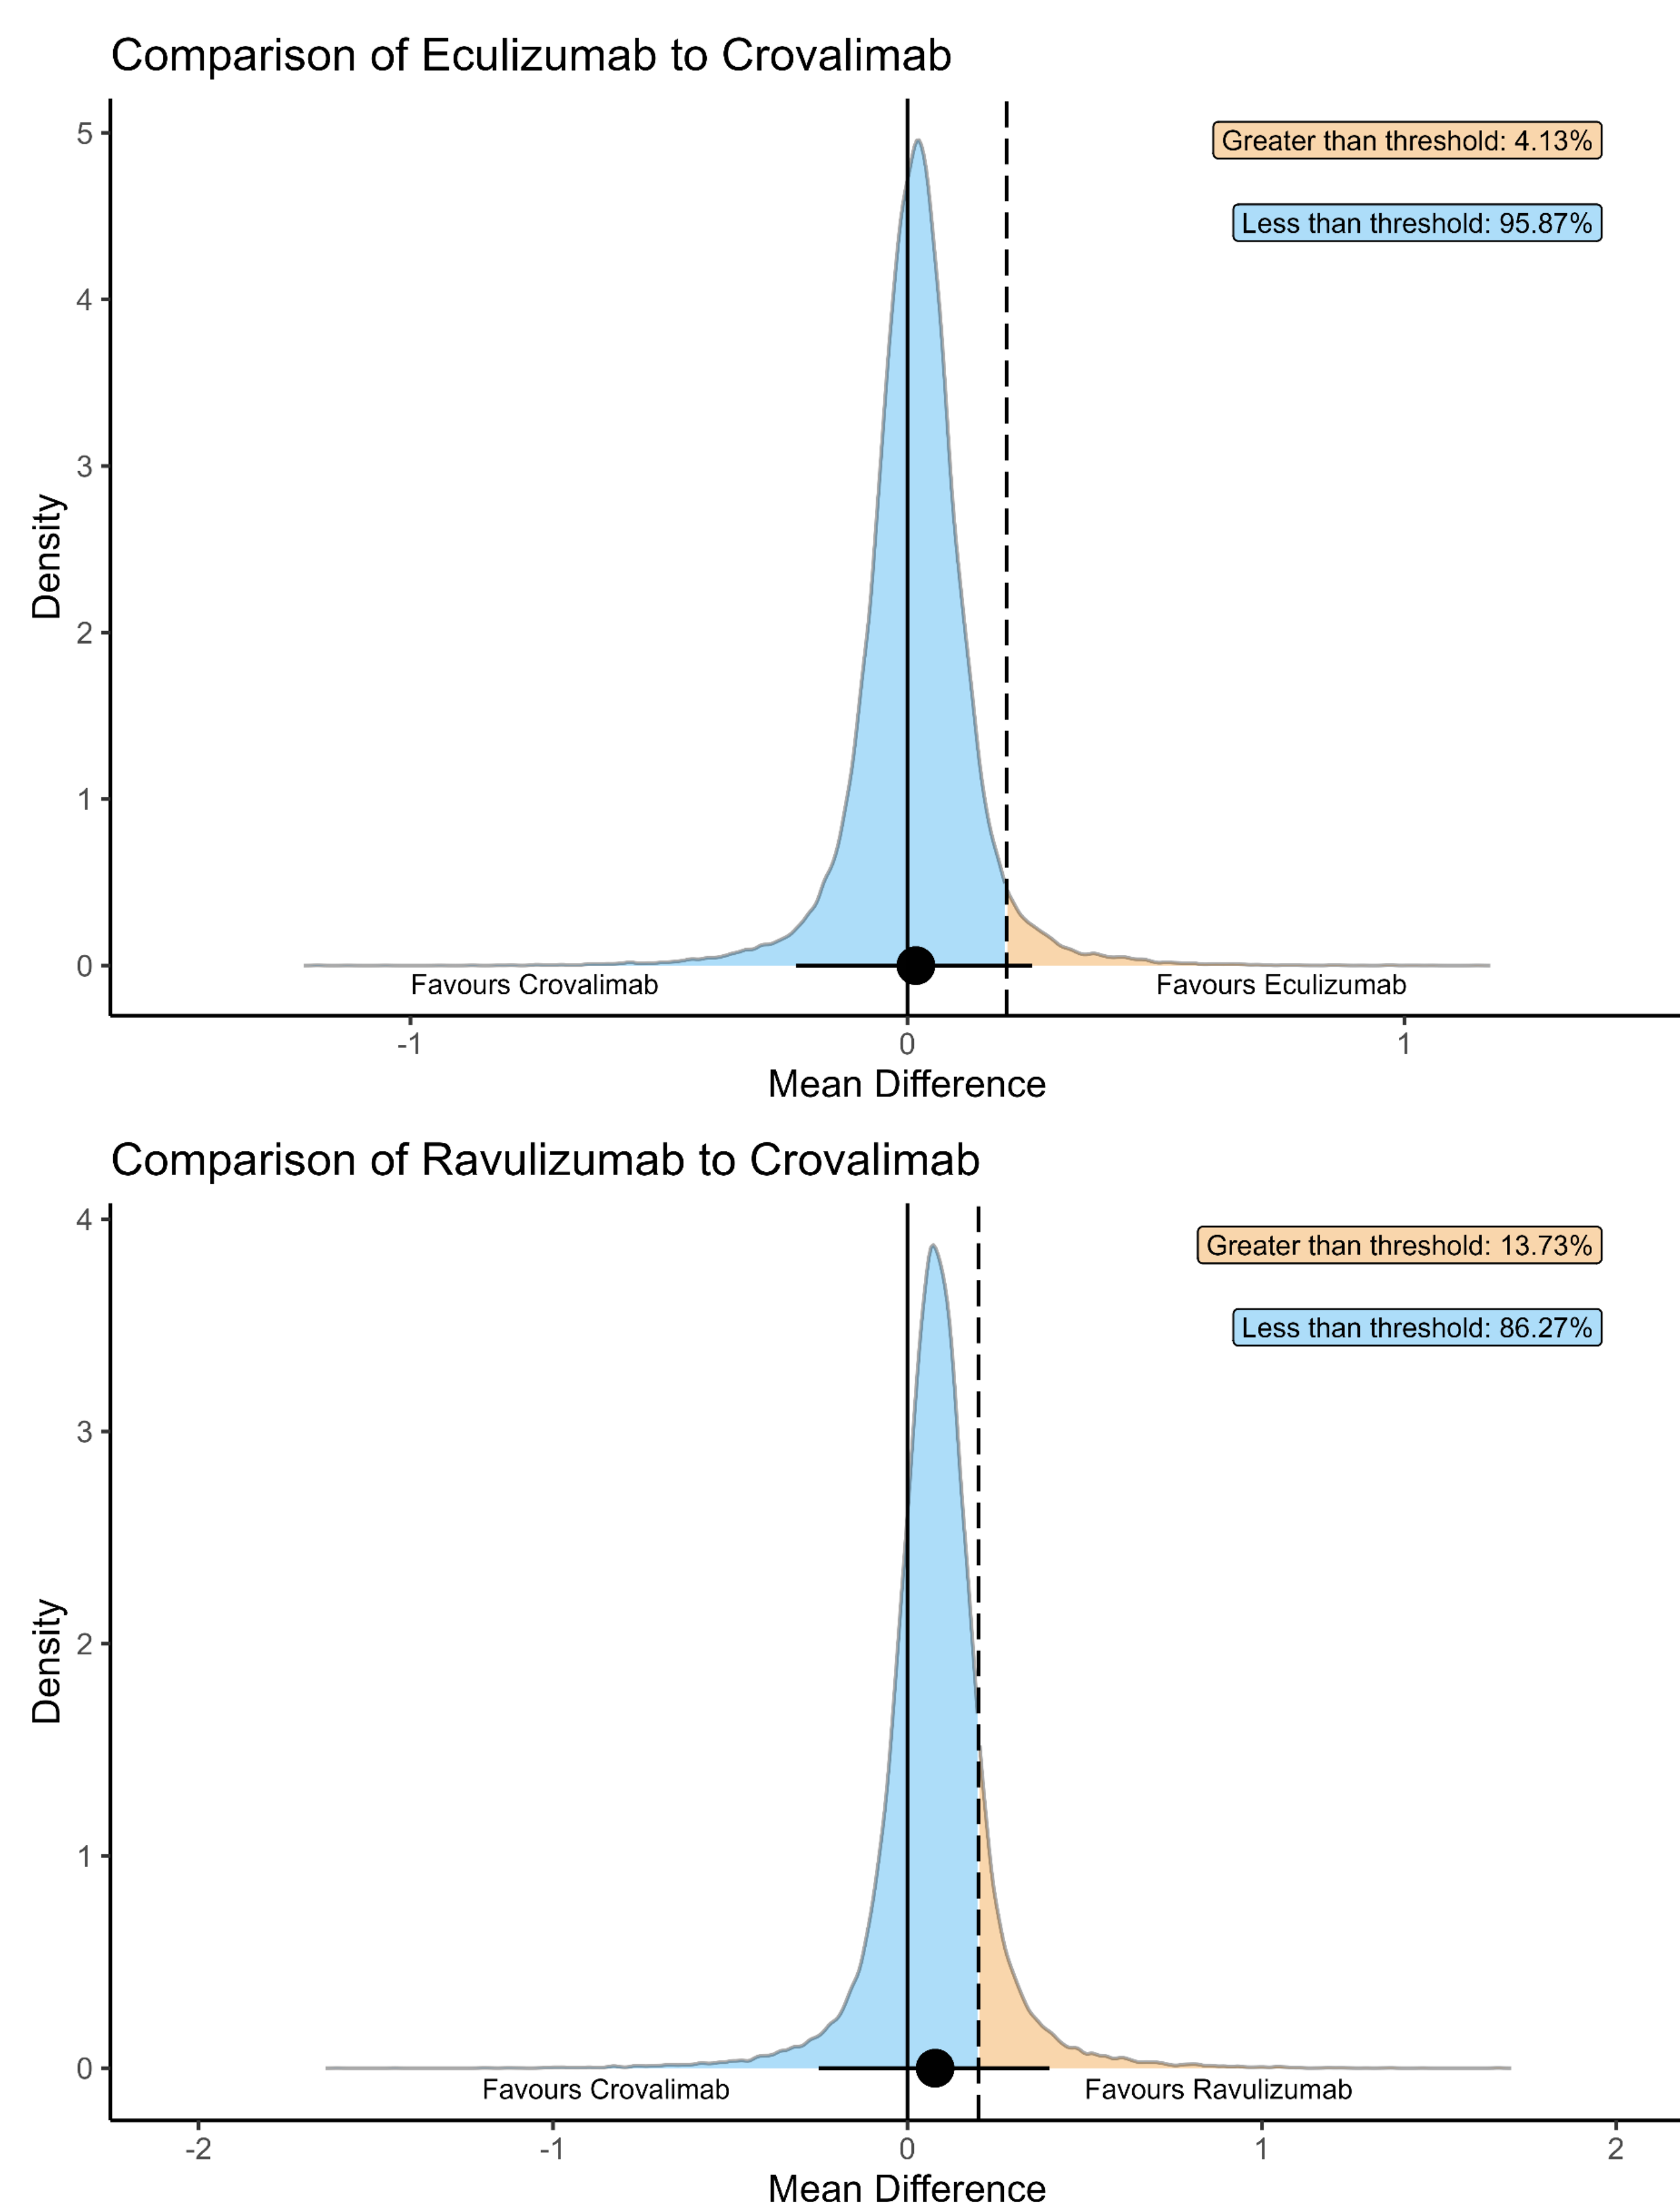 Comparison of Eculizumab to Crovalimab
5
Greater than threshold: 4.13%
Less than threshold: 95.87%
4
3
Density
2
1
0
Favours Crovalimab
Favours Eculizumab
-1
0
1
Mean Difference
Comparison of Ravulizumab to Crovalimab
4
Greater than threshold: 13.73%
Less than threshold: 86.27%
3
Density
2
1
0
Favours Crovalimab
Favours Ravulizumab
-2
-1
0
1
2
Mean Difference